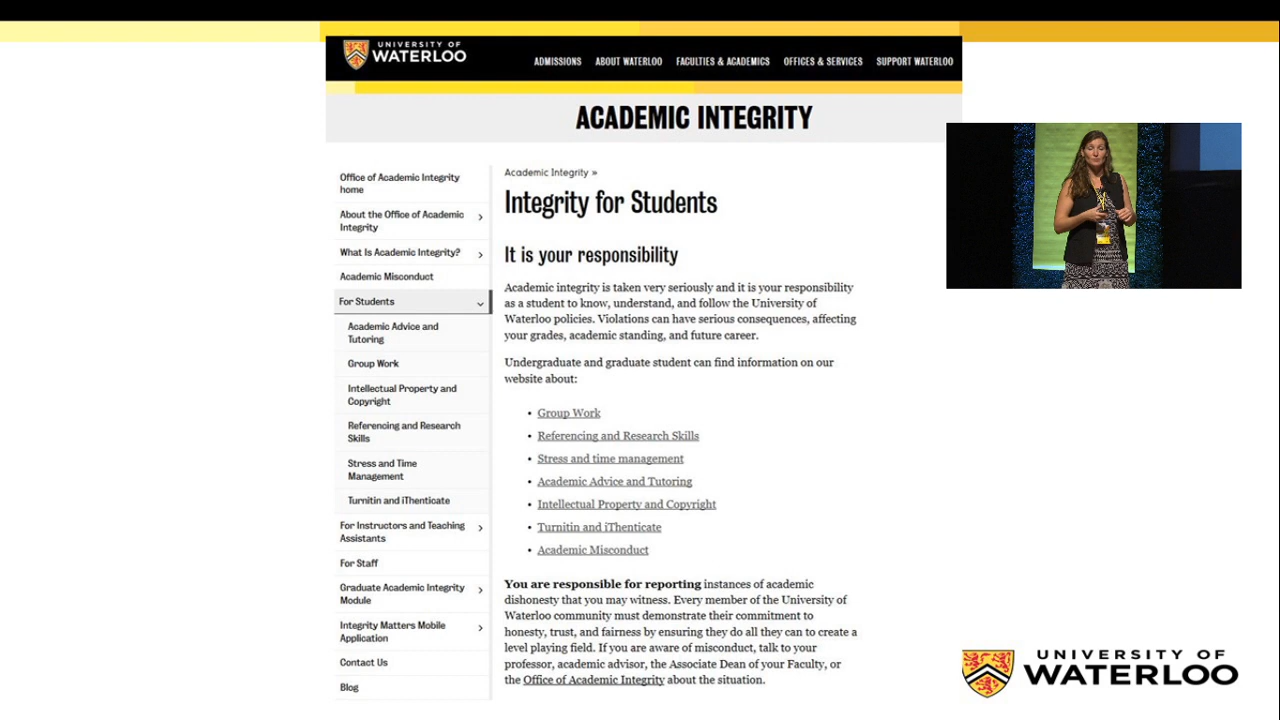 UNIVERSITY OF
WATERLOO
ADMISSIONS ABOUT WATERLOO FACULTIES & ACADEMICS OFFICES & SERVICES SUPPORT WATERLOO
ACADEMIC INTEGRITY
Office of Academic Integrity
home
About the Office of Academic
Integrity
What Is Academic Integrity?
Academic Misconduct
For Students
Academic Advice and
Tutoring
Group Work
Intellectual Property and
Copyright
Referencing and Research
Skills
Stress and Time
Management
Turnitin and iThenticate
For Instructors and Teaching
Assistants
For Staff
Graduate Academic Integrity
Module
Integrity Matters Mobile
Application
Contact Us
Blog
Academic Integrity »
Integrity for Students
It is your responsibility
Academic integrity is taken very seriously and it is your responsibility
as a student to know, understand, and follow the University of
Waterloo policies. Violations can have serious consequences, affecting
your grades, academic standing, and future career.
Undergraduate and graduate student can find information on our
website about:
• Group Work
• Referencing and Research Skills
• Stress and time management
• Academic Advice and Tutoring
• Intellectual Property and Copyright
• Turnitin and iThenticate
• Academic Misconduct
You are responsible for reporting instances of academic
dishonesty that you may witness. Every member of the University of
Waterloo community must demonstrate their commitment to
honesty, trust, and fairness by ensuring they do all they can to create a
level playing field. If you are aware of misconduct, talk to your
professor, academic advisor, the Associate Dean of your Faculty, or
the Office of Academic Integrity about the situation.
UNIVERSITY OF
WATERLOO